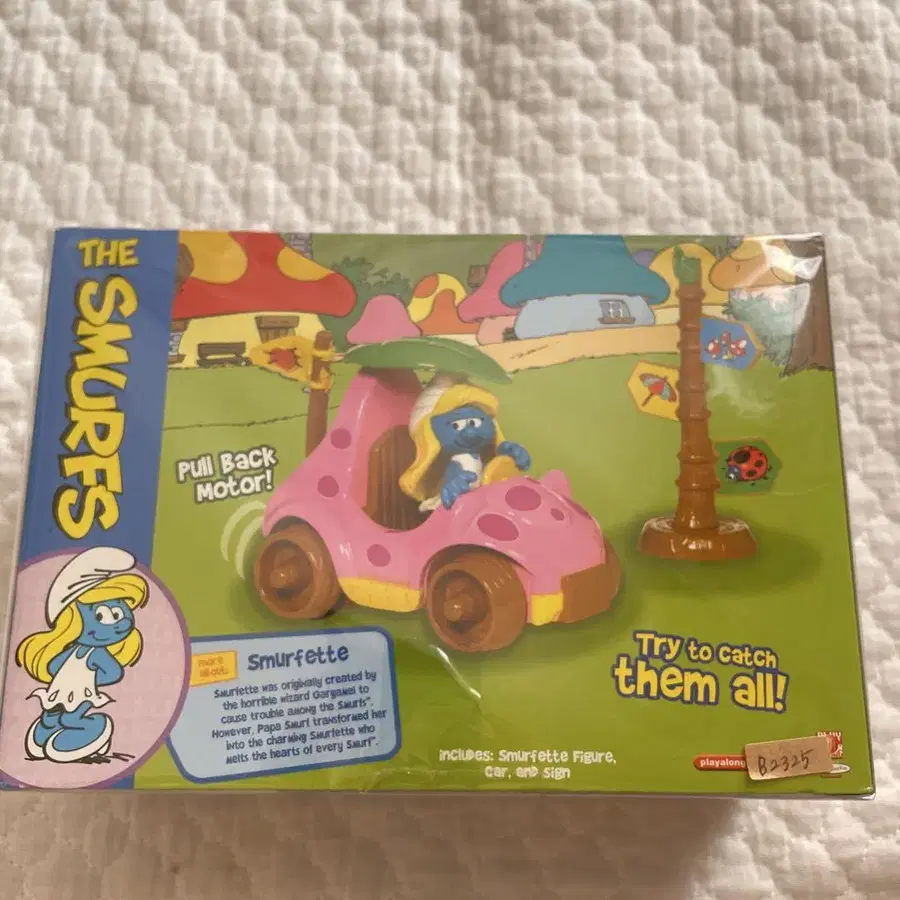 THE
SMURFS
Pull Back
Motor!
more
about:
Smurfette
Smurfette was originally created by
the horrible wizard Gargamel to
cause trouble among the Smurfs".
However, Papa Smurf transformed her
into the charming Smurfette who
melts the hearts of every Smurf".
Try to catch
them all!
Includes: Smurfette Figure,
Car, and Sign
playalong
B2325